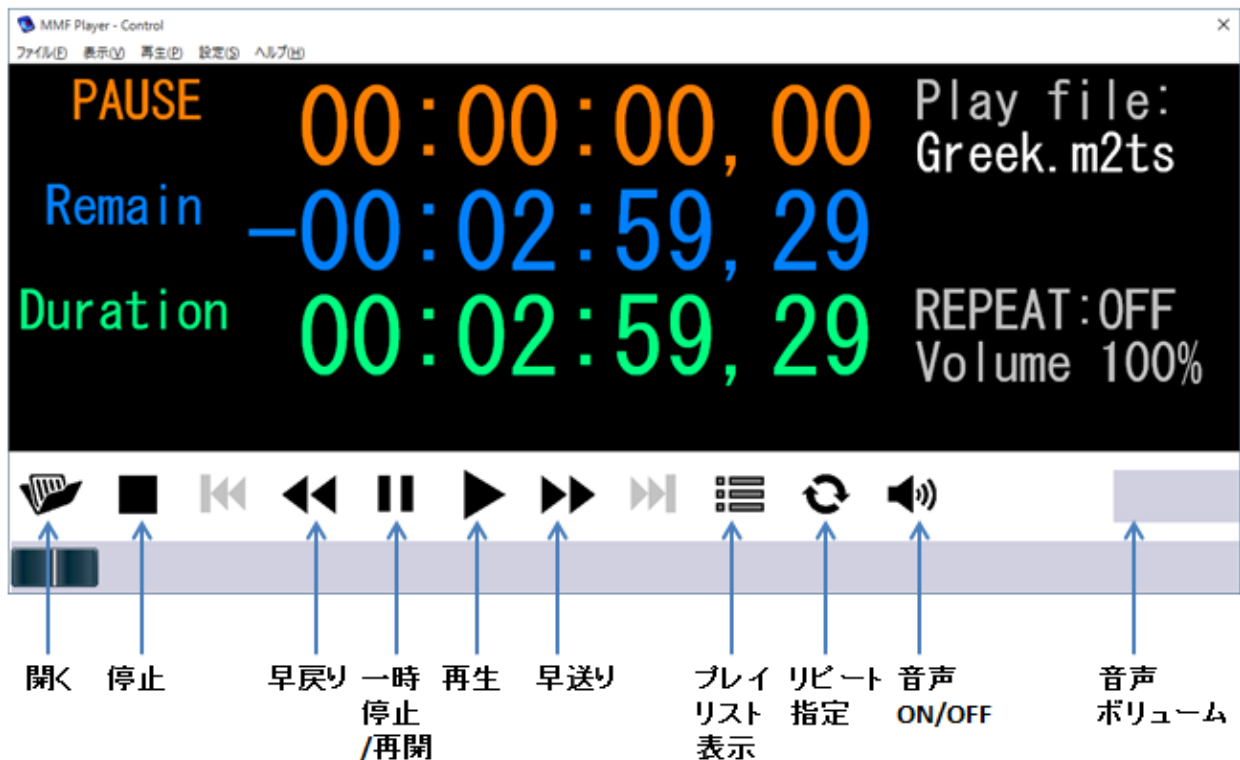 MMF Player - Control
ファイル(F) 表示(V) 再生(P) 設定(S) ヘルプ(H)
PAUSE 00:00:00,00
Play file:
Greek.m2ts
Remain -00:02:59,29
Duration 00:02:59,29
REPEAT:OFF
Volume 100%
開く
停止
早戻り
一時
停止
/再開
再生
早送り
プレイ
リスト
表示
リピート
指定
音声
ON/OFF
音声
ボリューム